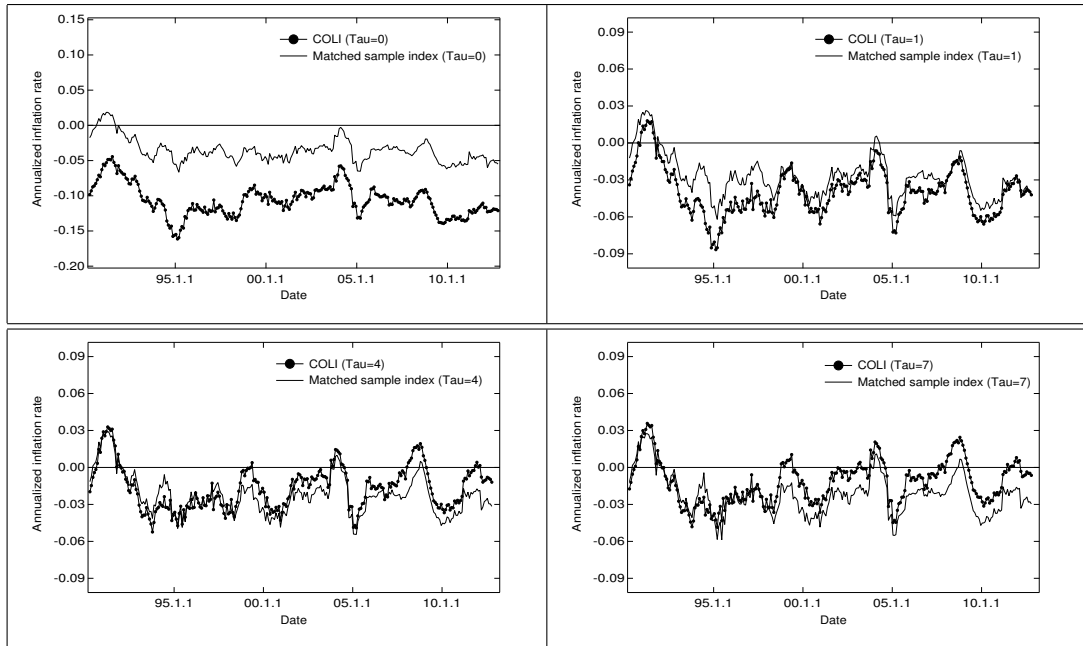 COLI (Tau=0)
Matched sample index (Tau=0)
Annualized inflation rate
0.15
0.10
0.05
0.00
-0.05
-0.10
-0.15
-0.20
95.1.1
00.1.1
05.1.1
10.1.1
Date
COLI (Tau=1)
Matched sample index (Tau=1)
Annualized inflation rate
0.09
0.06
0.03
0.00
-0.03
-0.06
-0.09
95.1.1
00.1.1
05.1.1
10.1.1
Date
COLI (Tau=4)
Matched sample index (Tau=4)
Annualized inflation rate
0.09
0.06
0.03
0.00
-0.03
-0.06
-0.09
95.1.1
00.1.1
05.1.1
10.1.1
Date
COLI (Tau=7)
Matched sample index (Tau=7)
Annualized inflation rate
0.09
0.06
0.03
0.00
-0.03
-0.06
-0.09
95.1.1
00.1.1
05.1.1
10.1.1
Date